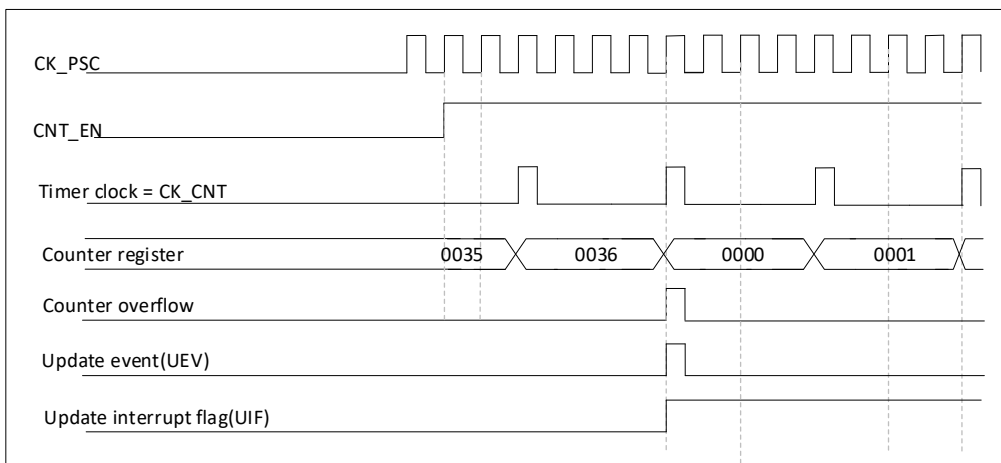 CK_PSC
CNT_EN
Timer clock = CK_CNT
Counter register 0035 0036 0000 0001
Counter overflow
Update event(UEV)
Update interrupt flag(UIF)